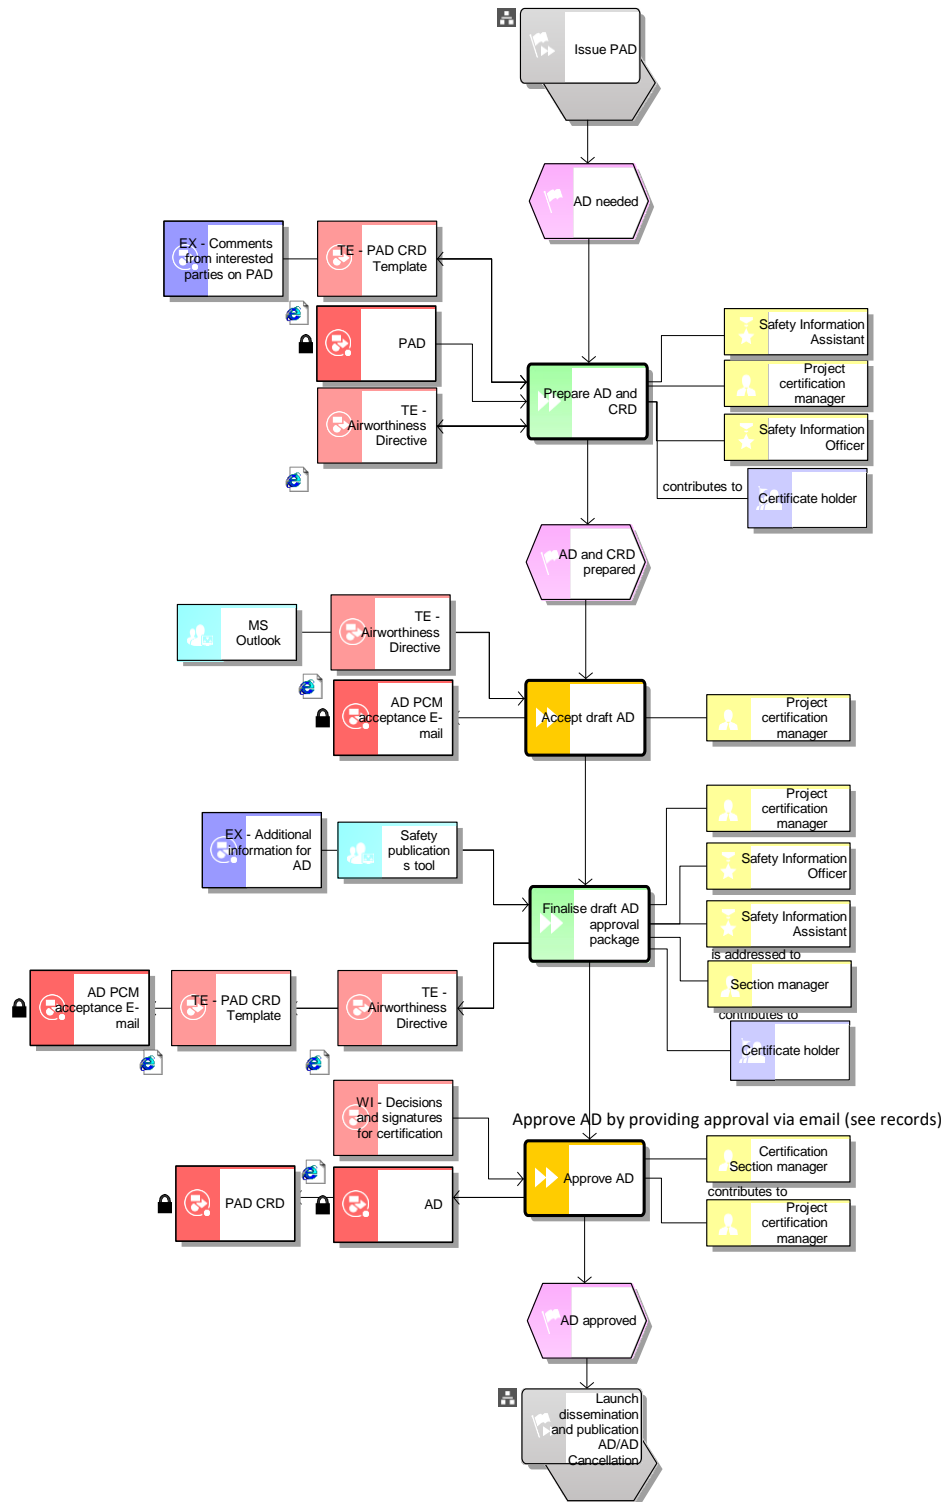 Issue PAD
AD needed
EX - Comments
from interested
parties on PAD
TE - PAD CRD
Template
PAD
TE -
Airworthiness
Directive
Prepare AD and
CRD
Safety Information
Assistant
Project
certification
manager
Safety Information
Officer
contributes to
Certificate holder
AD and CRD
prepared
MS
Outlook
TE -
Airworthiness
Directive
AD PCM
acceptance E-
mail
Accept draft AD
Project
certification
manager
EX - Additional
information for
AD
Safety
publication
s tool
Finalise draft AD
approval
package
Project
certification
manager
Safety Information
Officer
Safety Information
Assistant
is addressed to
Section manager
contributes to
Certificate holder
AD PCM
acceptance E-
mail
TE - PAD CRD
Template
TE -
Airworthiness
Directive
WI - Decisions
and signatures
for certification
Approve AD by providing approval via email (see records)
PAD CRD
AD
Approve AD
Certification
Section manager
contributes to
Project
certification
manager
AD approved
Launch
dissemination
and publication
AD/AD
Cancellation